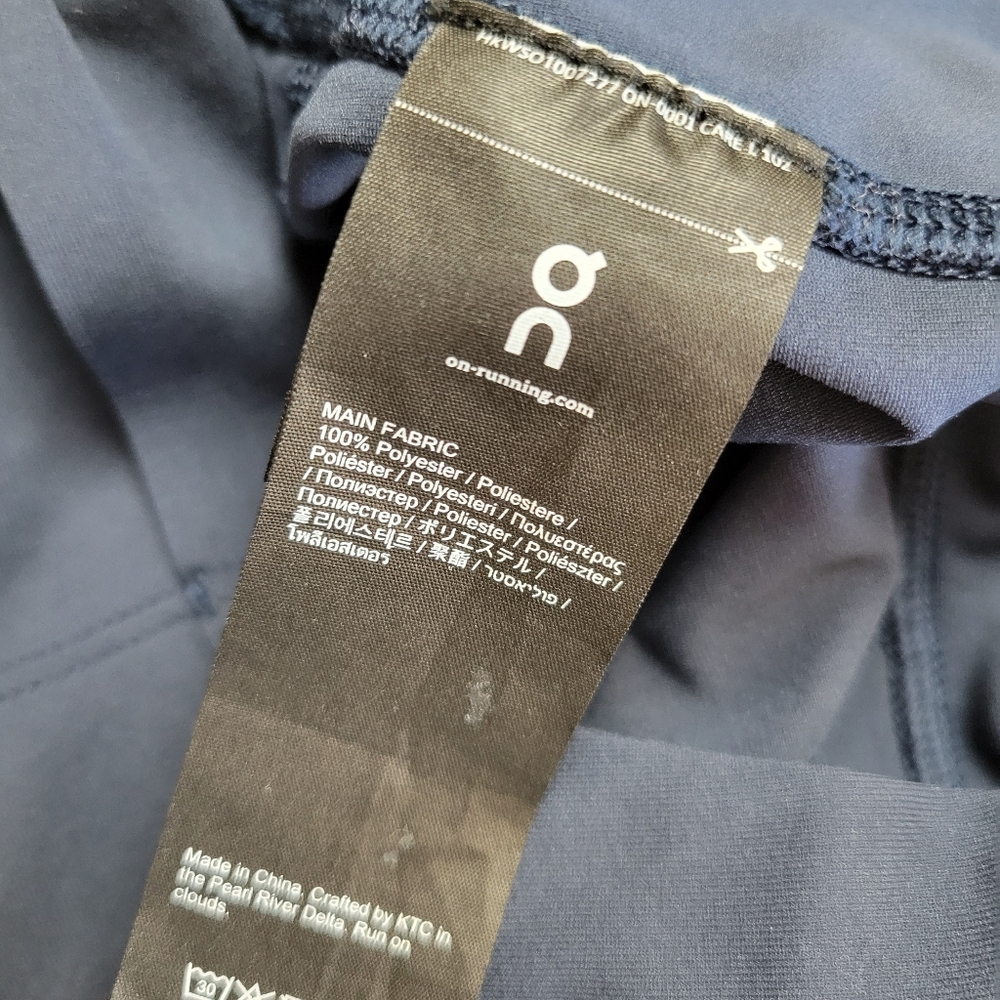 HKWSO1007277 ON-0001 CARE L 102
on
on-running.com
MAIN FABRIC
100% Polyester / Poliestere /
Poliéster / Polyesteri / Πολυεστέρας
/ Полиэстер / Poliester / Poliészter /
Полиестер / ポリエステル /
폴리에스테르 / 聚酯 / פוליאסטר /
โพลีเอสเตอร์
Made in China. Crafted by KTC in
the Pearl River Delta. Run on
clouds.
30